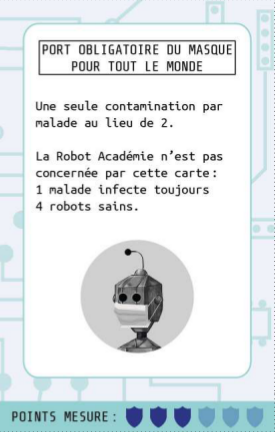 PORT OBLIGATOIRE DU MASQUE
POUR TOUT LE MONDE
Une seule contamination par
malade au lieu de 2.
La Robot Académie n'est pas
concernée par cette carte :
1 malade infecte toujours
4 robots sains.
POINTS MESURE :